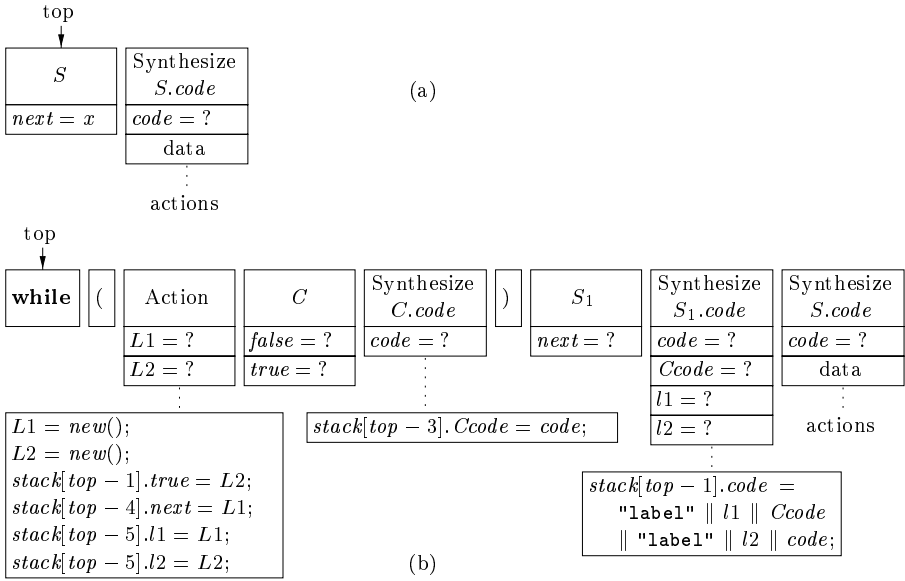 top
S
Synthesize
S.code
(a)
next = x
code = ?
data
actions
top
while
(
Action
C
Synthesize
C.code
)
S₁
Synthesize
S₁.code
Synthesize
S.code
L1 = ?
false = ?
code = ?
next = ?
code = ?
code = ?
L2 = ?
true = ?
Ccode = ?
data
l1 = ?
l2 = ?
actions
L1 = new();
L2 = new();
stack[top − 1].true = L2;
stack[top − 4].next = L1;
stack[top − 5].l1 = L1;
stack[top − 5].l2 = L2;
stack[top − 3].Ccode = code;
stack[top − 1].code =
"label" ∥ l1 ∥ Ccode
∥ "label" ∥ l2 ∥ code;
(b)